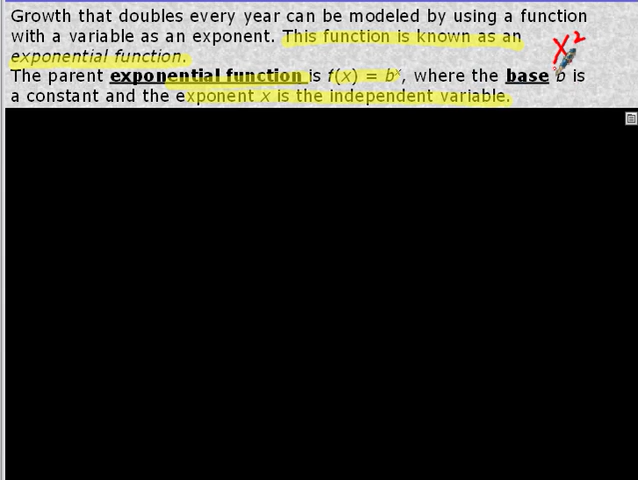 Growth that doubles every year can be modeled by using a function
with a variable as an exponent. This function is known as an
exponential function.
x²
The parent exponential function is f(x) = bˣ, where the base b is
a constant and the exponent x is the independent variable.